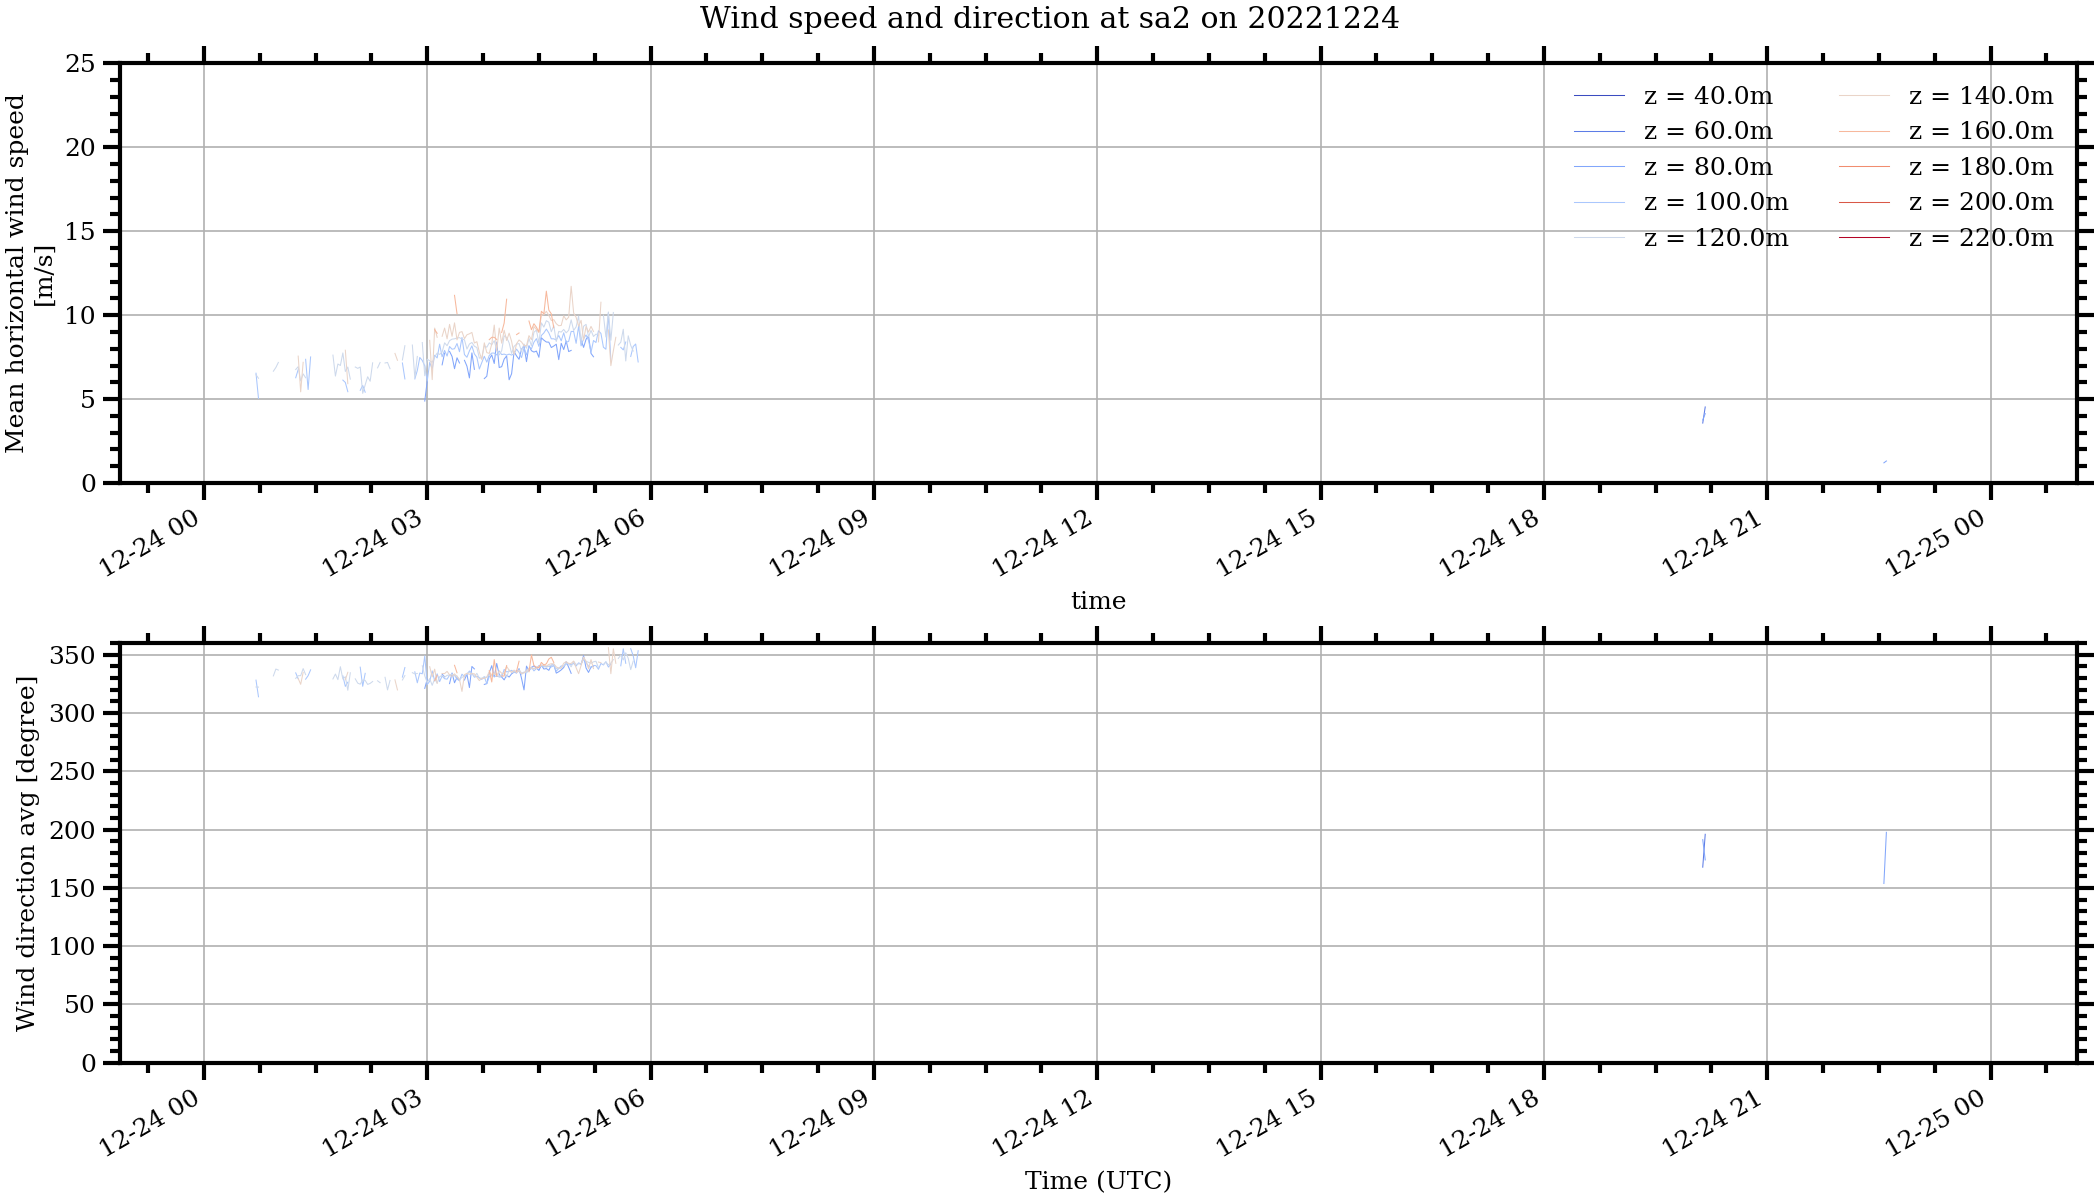 Wind speed and direction at sa2 on 20221224
Mean horizontal wind speed
[m/s]
25
20
15
10
5
0
z = 40.0m
z = 60.0m
z = 80.0m
z = 100.0m
z = 120.0m
z = 140.0m
z = 160.0m
z = 180.0m
z = 200.0m
z = 220.0m
12-24 00
12-24 03
12-24 06
12-24 09
12-24 12
12-24 15
12-24 18
12-24 21
12-25 00
time
Wind direction avg [degree]
350
300
250
200
150
100
50
0
12-24 00
12-24 03
12-24 06
12-24 09
12-24 12
12-24 15
12-24 18
12-24 21
12-25 00
Time (UTC)